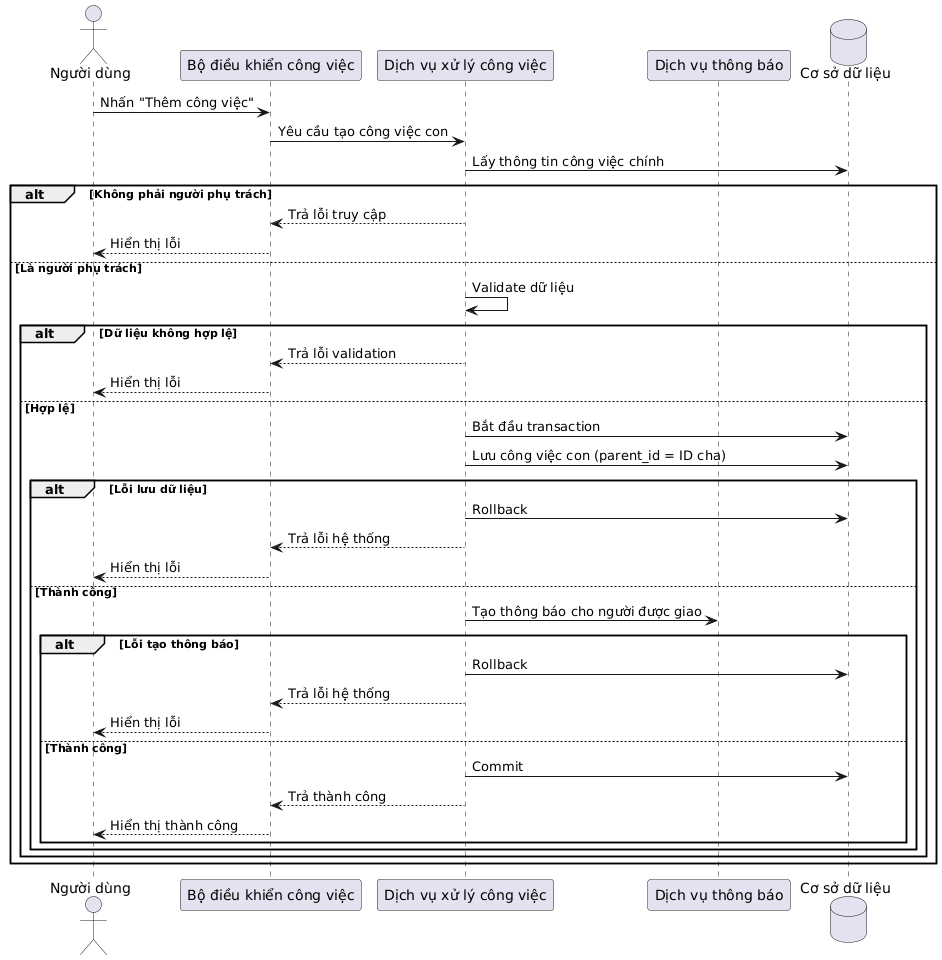 Người dùng
Bộ điều khiển công việc
Dịch vụ xử lý công việc
Dịch vụ thông báo
Cơ sở dữ liệu
Nhấn "Thêm công việc"
Yêu cầu tạo công việc con
Lấy thông tin công việc chính
alt [Không phải người phụ trách]
Trả lỗi truy cập
Hiển thị lỗi
[Là người phụ trách]
Validate dữ liệu
alt [Dữ liệu không hợp lệ]
Trả lỗi validation
Hiển thị lỗi
[Hợp lệ]
Bắt đầu transaction
Lưu công việc con (parent_id = ID cha)
alt [Lỗi lưu dữ liệu]
Rollback
Trả lỗi hệ thống
Hiển thị lỗi
[Thành công]
Tạo thông báo cho người được giao
alt [Lỗi tạo thông báo]
Rollback
Trả lỗi hệ thống
Hiển thị lỗi
[Thành công]
Commit
Trả thành công
Hiển thị thành công
Người dùng
Bộ điều khiển công việc
Dịch vụ xử lý công việc
Dịch vụ thông báo
Cơ sở dữ liệu